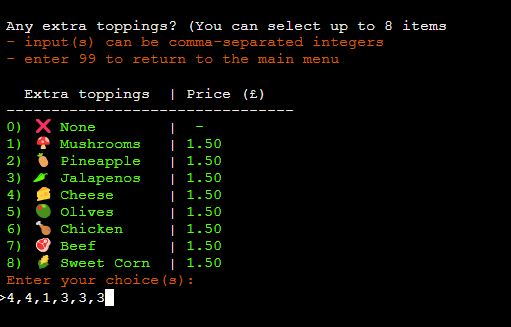 Any extra toppings? (You can select up to 8 items
- input(s) can be comma-separated integers
- enter 99 to return to the main menu
Extra toppings | Price (£)
--------------------------------
0) ❌ None | -
1) 🍄 Mushrooms | 1.50
2) 🍍 Pineapple | 1.50
3) 🌶 Jalapenos | 1.50
4) 🧀 Cheese | 1.50
5) Olives | 1.50
6) 🍗 Chicken | 1.50
7) 🥩 Beef | 1.50
8) 🌽 Sweet Corn | 1.50
Enter your choice(s):
>4,4,1,3,3,3